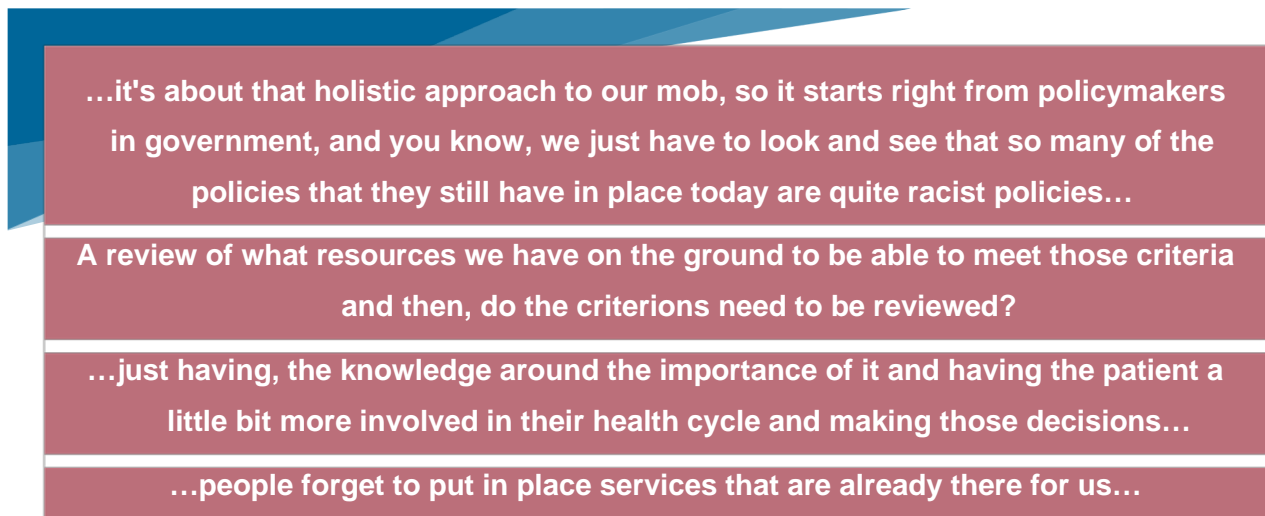 …it's about that holistic approach to our mob, so it starts right from policymakers
in government, and you know, we just have to look and see that so many of the
policies that they still have in place today are quite racist policies…
A review of what resources we have on the ground to be able to meet those criteria
and then, do the criterions need to be reviewed?
…just having, the knowledge around the importance of it and having the patient a
little bit more involved in their health cycle and making those decisions…
…people forget to put in place services that are already there for us…